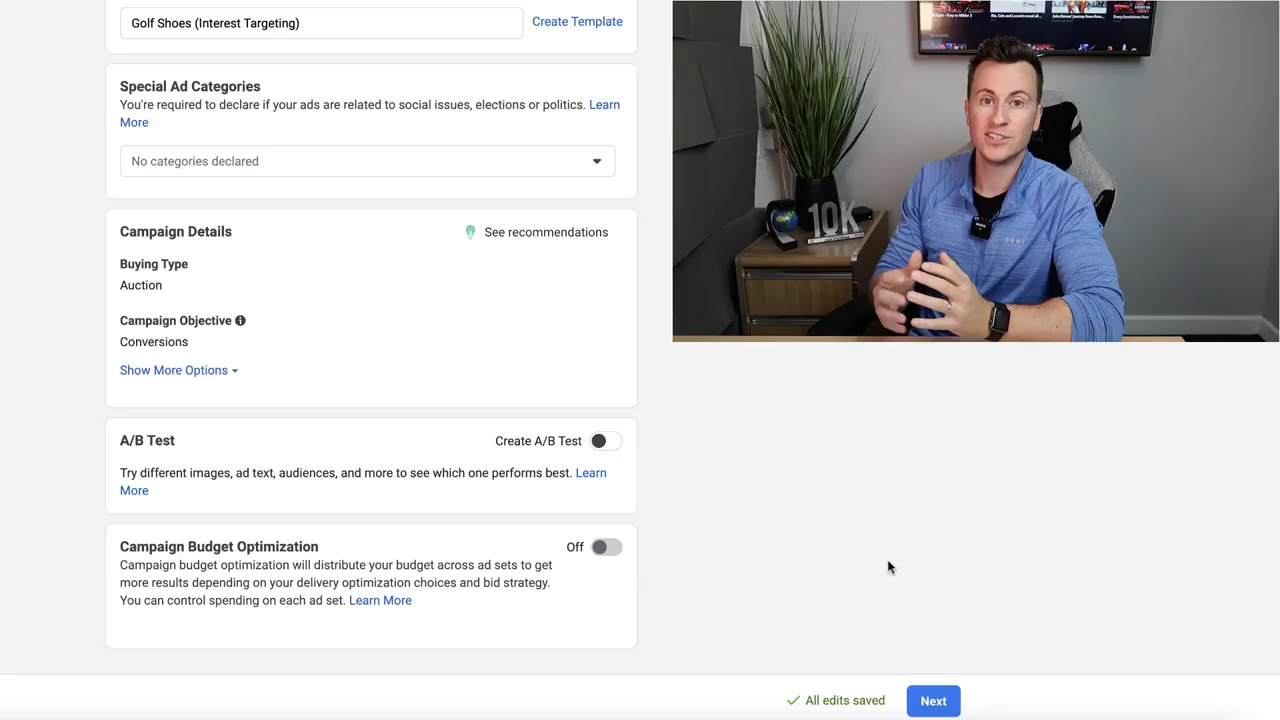 Golf Shoes (Interest Targeting)
Create Template
Special Ad Categories
You're required to declare if your ads are related to social issues, elections or politics. Learn
More
No categories declared
Campaign Details
See recommendations
Buying Type
Auction
Campaign Objective
Conversions
Show More Options
A/B Test
Create A/B Test
Try different images, ad text, audiences, and more to see which one performs best. Learn
More
Campaign Budget Optimization
Off
Campaign budget optimization will distribute your budget across ad sets to get
more results depending on your delivery optimization choices and bid strategy.
You can control spending on each ad set. Learn More
All edits saved
Next
10K